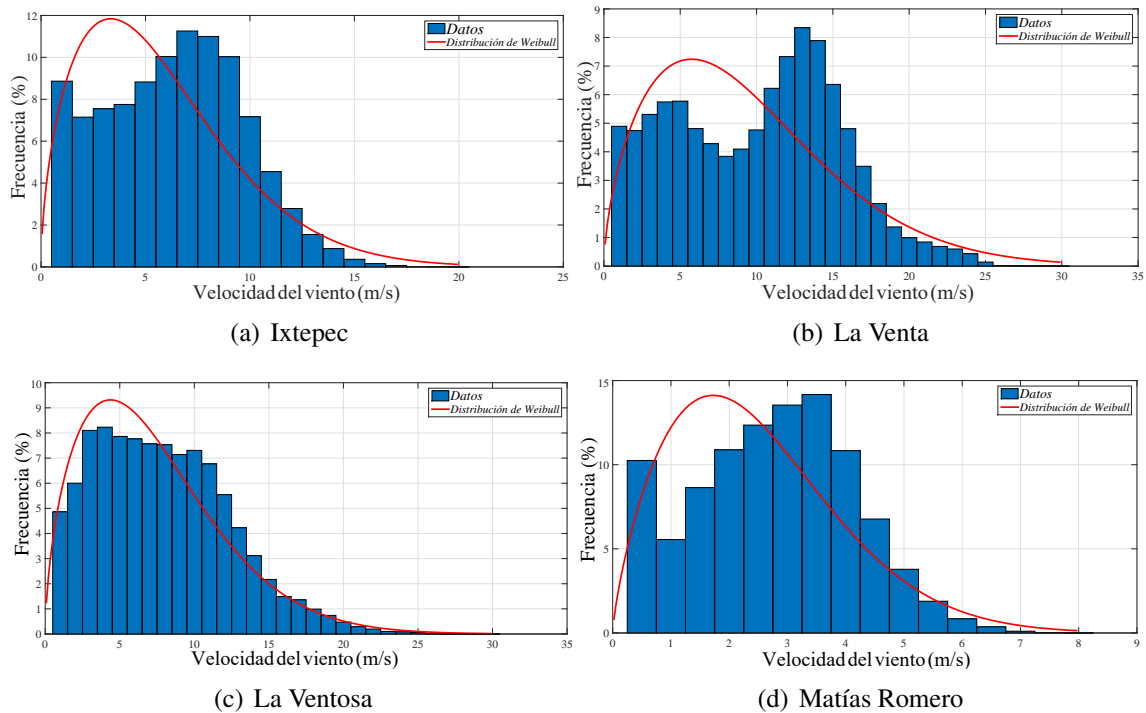 12
10
8
6
4
2
0
Frecuencia (%)
0 5 10 15 20 25
Velocidad del viento (m/s)
Datos
Distribución de Weibull
(a) Ixtepec
9
8
7
6
5
4
3
2
1
0
Frecuencia (%)
0 5 10 15 20 25 30 35
Velocidad del viento (m/s)
Datos
Distribución de Weibull
(b) La Venta
10
9
8
7
6
5
4
3
2
1
0
Frecuencia (%)
0 5 10 15 20 25 30 35
Velocidad del viento (m/s)
Datos
Distribución de Weibull
(c) La Ventosa
15
10
5
0
Frecuencia (%)
0 1 2 3 4 5 6 7 8 9
Velocidad del viento (m/s)
Datos
Distribución de Weibull
(d) Matías Romero